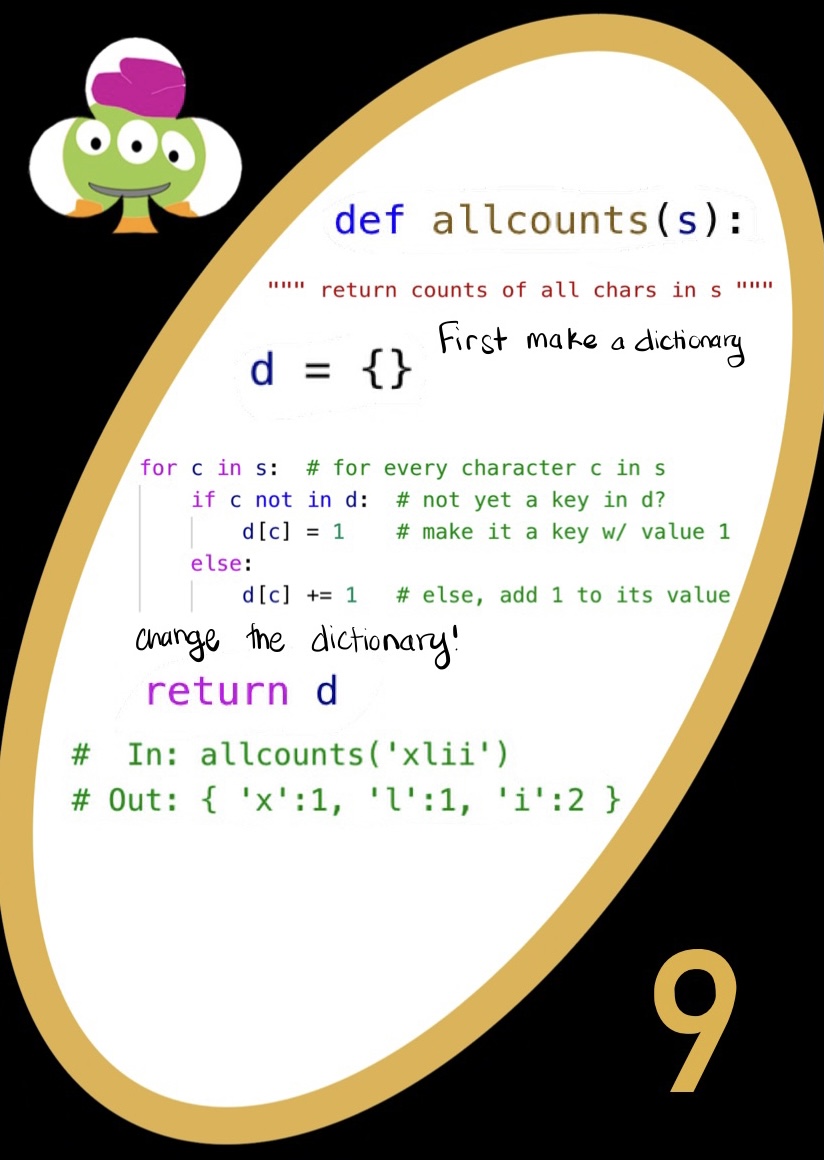 def allcounts(s):
""" return counts of all chars in s """
First make a dictionary
d = {}
for c in s:  # for every character c in s
    if c not in d:  # not yet a key in d?
        d[c] = 1    # make it a key w/ value 1
    else:
        d[c] += 1   # else, add 1 to its value
change the dictionary!
return d
#  In: allcounts('xlii')
# Out: { 'x':1, 'l':1, 'i':2 }
9